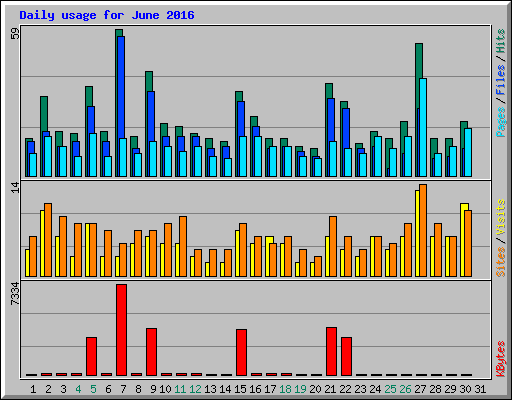 Daily usage for June 2016
59
14
7334
Pages / Files / Hits
Sites / Visits
KBytes
1 2 3 4 5 6 7 8 9 10 11 12 13 14 15 16 17 18 19 20 21 22 23 24 25 26 27 28 29 30 31